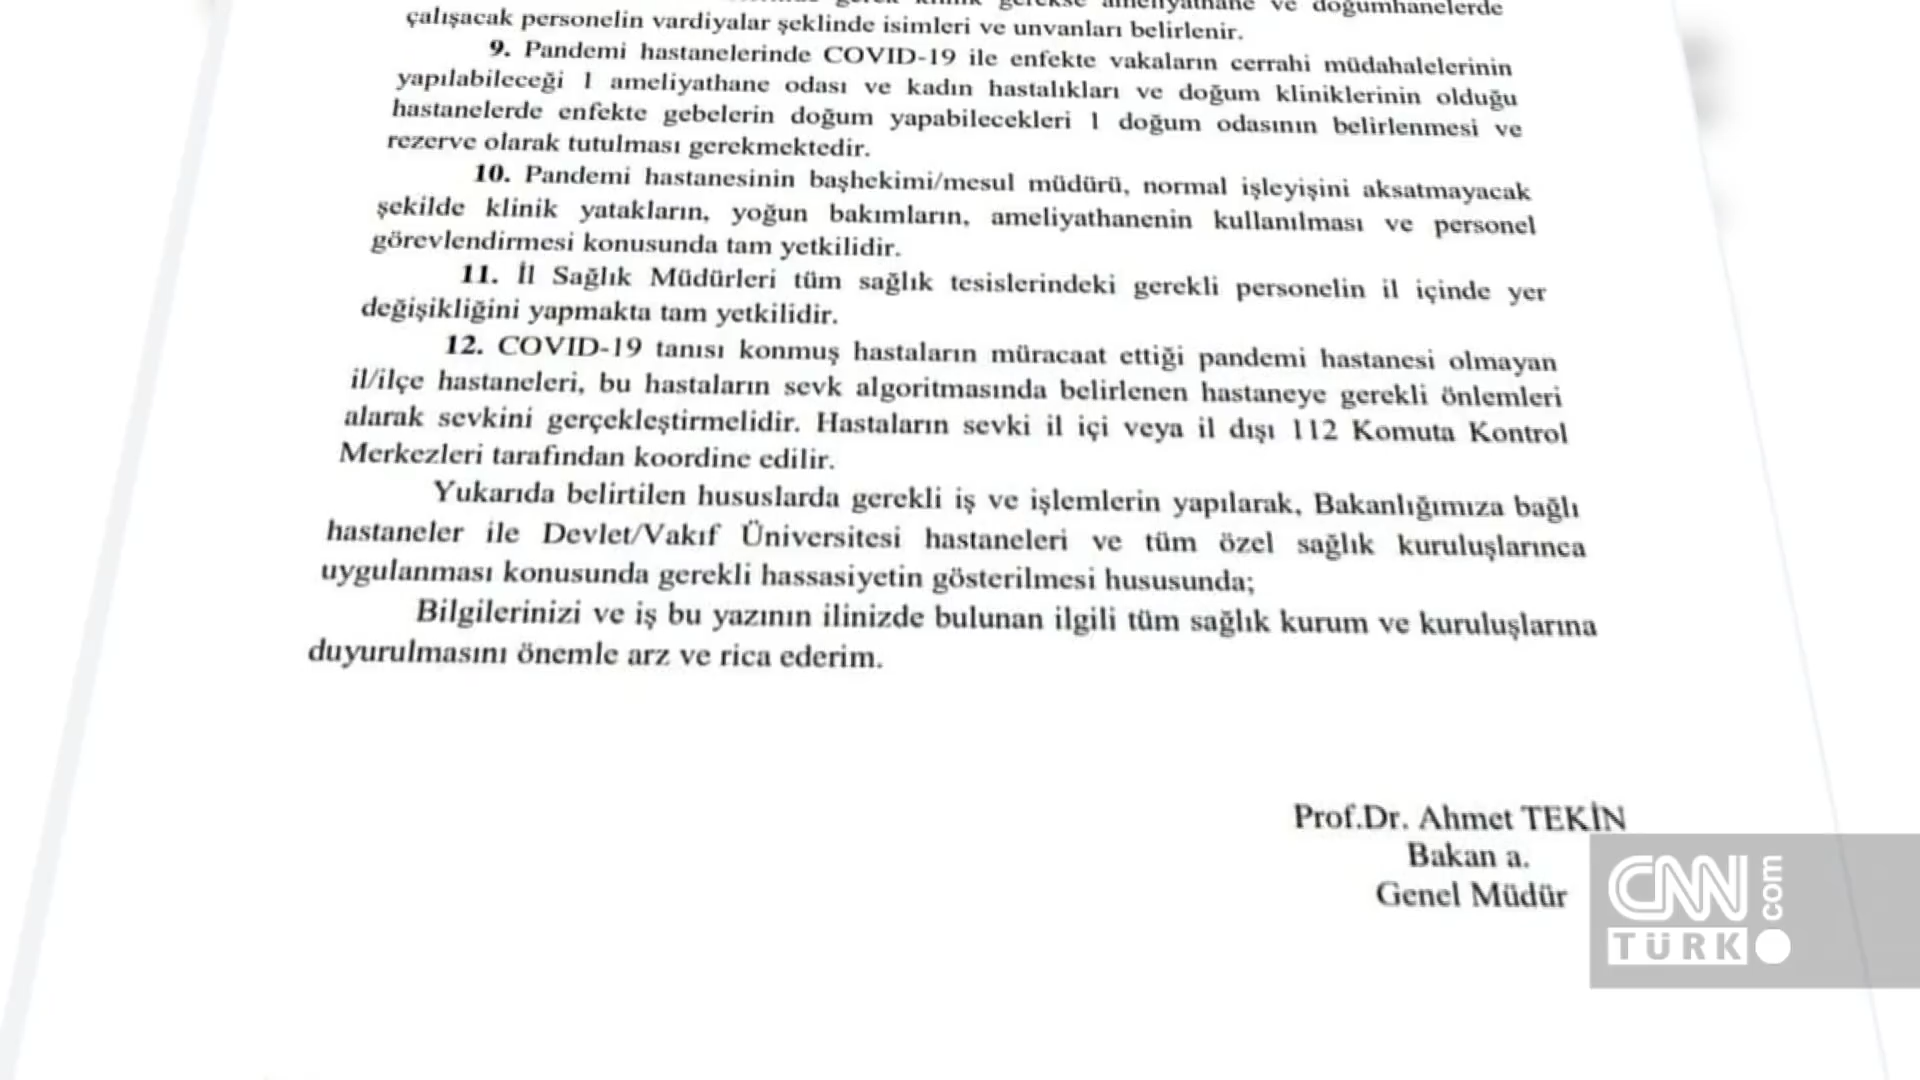 ameliyathane ve doğumhanelerde
çalışacak personelin vardiyalar şeklinde isimleri ve unvanları belirlenir.
9. Pandemi hastanelerinde COVID-19 ile enfekte vakaların cerrahi müdahalelerinin
yapılabileceği 1 ameliyathane odası ve kadın hastalıkları ve doğum kliniklerinin olduğu
hastanelerde enfekte gebelerin doğum yapabilecekleri 1 doğum odasının belirlenmesi ve
rezerve olarak tutulması gerekmektedir.
10. Pandemi hastanesinin başhekimi/mesul müdürü, normal işleyişini aksatmayacak
şekilde klinik yatakların, yoğun bakımların, ameliyathanenin kullanılması ve personel
görevlendirmesi konusunda tam yetkilidir.
11. İl Sağlık Müdürleri tüm sağlık tesislerindeki gerekli personelin il içinde yer
değişikliğini yapmakta tam yetkilidir.
12. COVID-19 tanısı konmuş hastaların müracaat ettiği pandemi hastanesi olmayan
il/ilçe hastaneleri, bu hastaların sevk algoritmasında belirlenen hastaneye gerekli önlemleri
alarak sevkini gerçekleştirmelidir. Hastaların sevki il içi veya il dışı 112 Komuta Kontrol
Merkezleri tarafından koordine edilir.
Yukarıda belirtilen hususlarda gerekli iş ve işlemlerin yapılarak, Bakanlığımıza bağlı
hastaneler ile Devlet/Vakıf Üniversitesi hastaneleri ve tüm özel sağlık kuruluşlarınca
uygulanması konusunda gerekli hassasiyetin gösterilmesi hususunda;
Bilgilerinizi ve iş bu yazının ilinizde bulunan ilgili tüm sağlık kurum ve kuruluşlarına
duyurulmasını önemle arz ve rica ederim.
Prof.Dr. Ahmet TEKİN
Bakan a.
Genel Müdür
CNN
TÜRK
.com